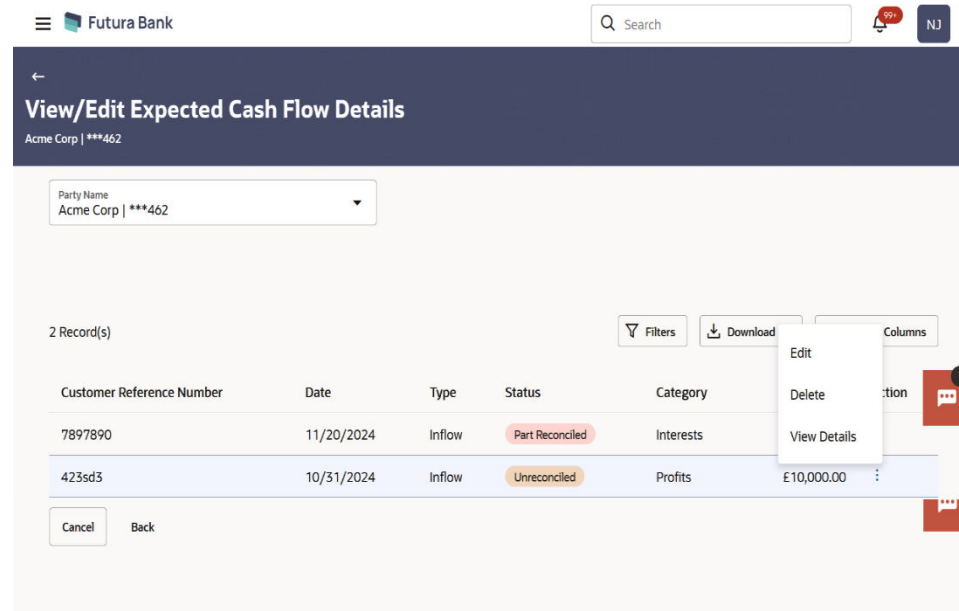 Futura Bank
Search
99+
NJ
View/Edit Expected Cash Flow Details
Acme Corp | ***462
Party Name
Acme Corp | ***462
2 Record(s)
Filters
Download
Columns
Edit
Delete
View Details
Customer Reference Number Date Type Status Category
7897890 11/20/2024 Inflow Part Reconciled Interests
423sd3 10/31/2024 Inflow Unreconciled Profits £10,000.00
Cancel Back